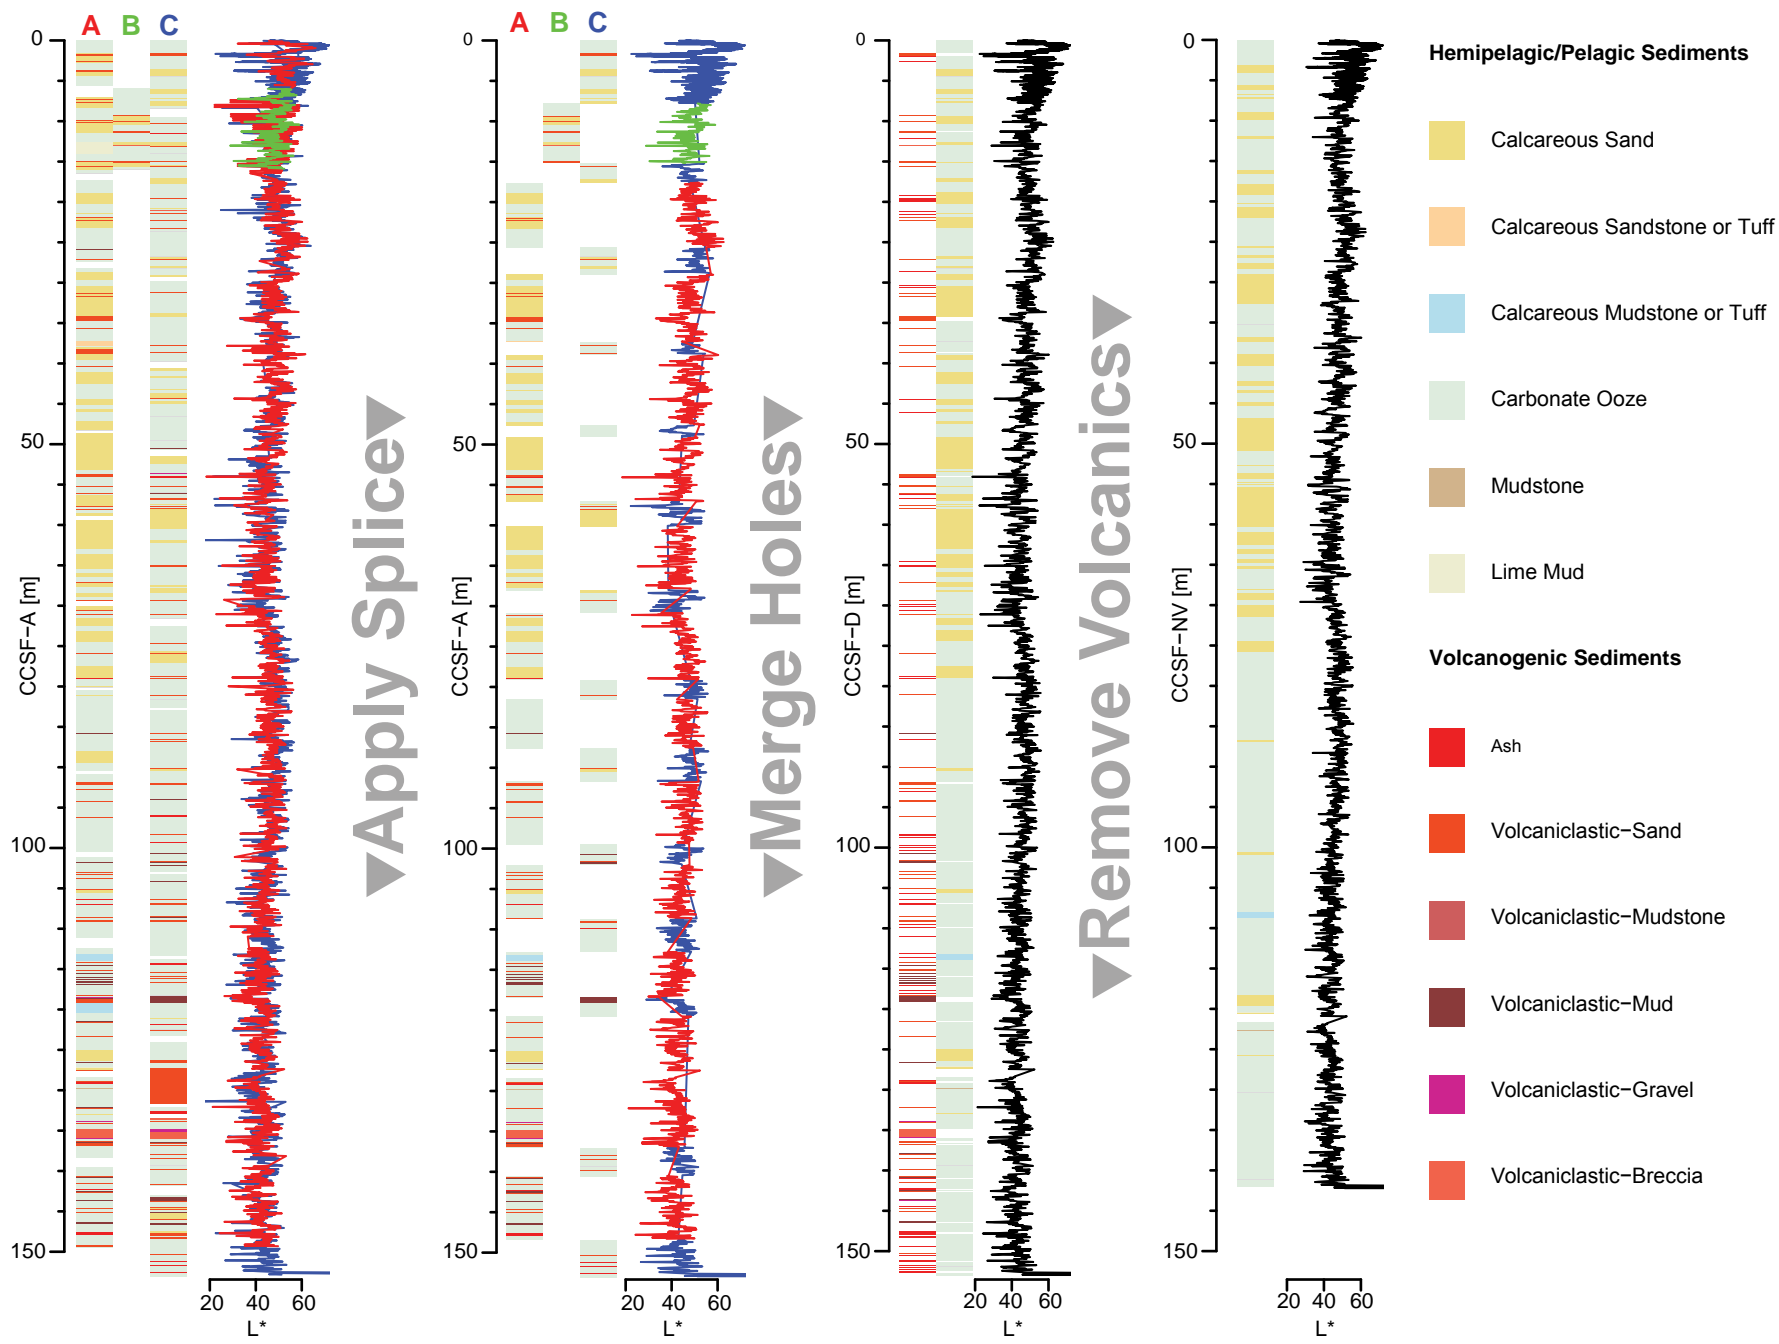 A B C
0
50
100
150
CCSF−A [m]
20 40 60
L*
Apply Splice
A B C
0
50
100
150
CCSF−A [m]
20 40 60
L*
Merge Holes
0
50
100
150
CCSF−D [m]
20 40 60
L*
Remove Volcanics
0
50
100
150
CCSF−NV [m]
20 40 60
L*
Hemipelagic/Pelagic Sediments
Calcareous Sand
Calcareous Sandstone or Tuff
Calcareous Mudstone or Tuff
Carbonate Ooze
Mudstone
Lime Mud
Volcanogenic Sediments
Ash
Volcaniclastic−Sand
Volcaniclastic−Mudstone
Volcaniclastic−Mud
Volcaniclastic−Gravel
Volcaniclastic−Breccia